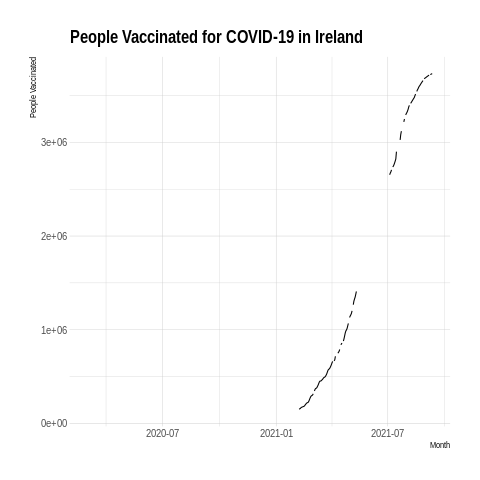 People Vaccinated for COVID-19 in Ireland
People Vaccinated
3e+06
2e+06
1e+06
0e+00
2020-07
2021-01
2021-07
Month